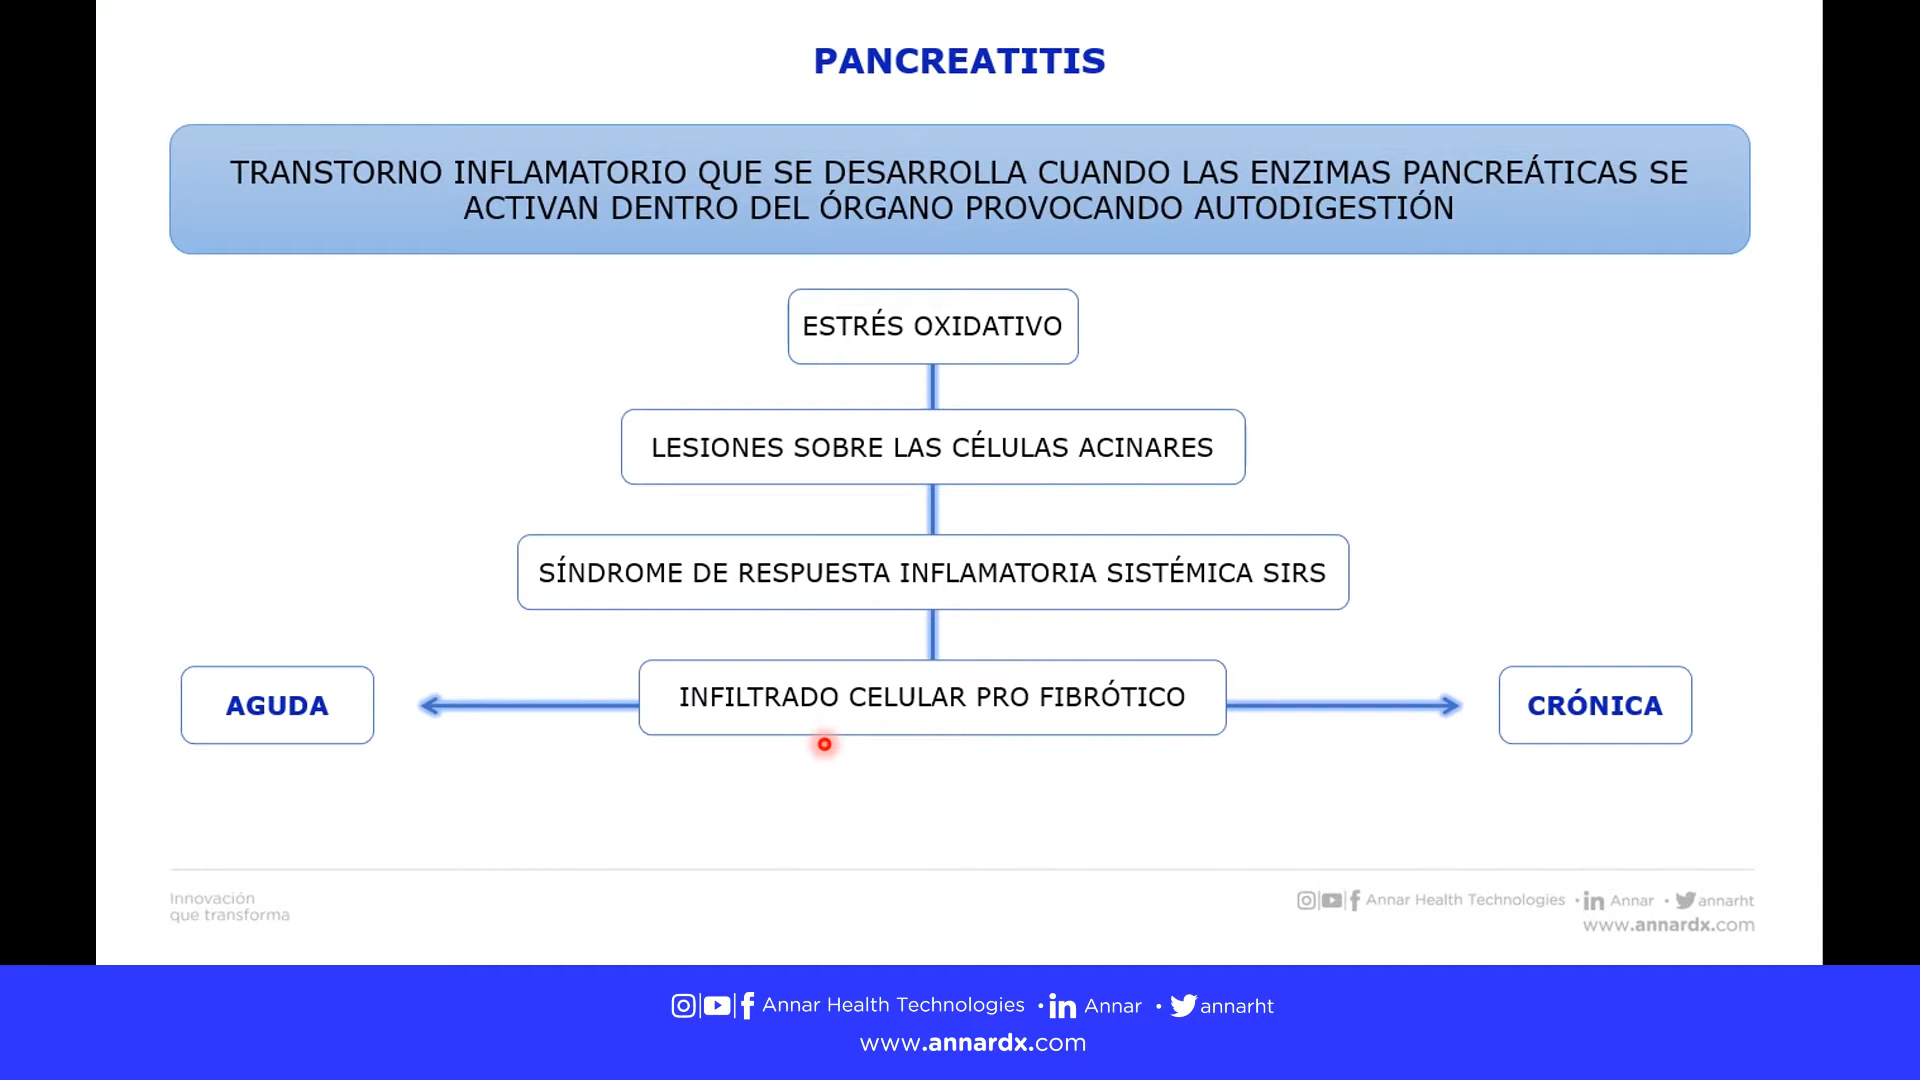 PANCREATITIS
TRANSTORNO INFLAMATORIO QUE SE DESARROLLA CUANDO LAS ENZIMAS PANCREÁTICAS SE
ACTIVAN DENTRO DEL ÓRGANO PROVOCANDO AUTODIGESTIÓN
ESTRÉS OXIDATIVO
LESIONES SOBRE LAS CÉLULAS ACINARES
SÍNDROME DE RESPUESTA INFLAMATORIA SISTÉMICA SIRS
AGUDA
INFILTRADO CELULAR PRO FIBRÓTICO
CRÓNICA
Innovación
que transforma
Annar Health Technologies • in Annar • annarht
www.annardx.com
Annar Health Technologies • in Annar • annarht
www.annardx.com